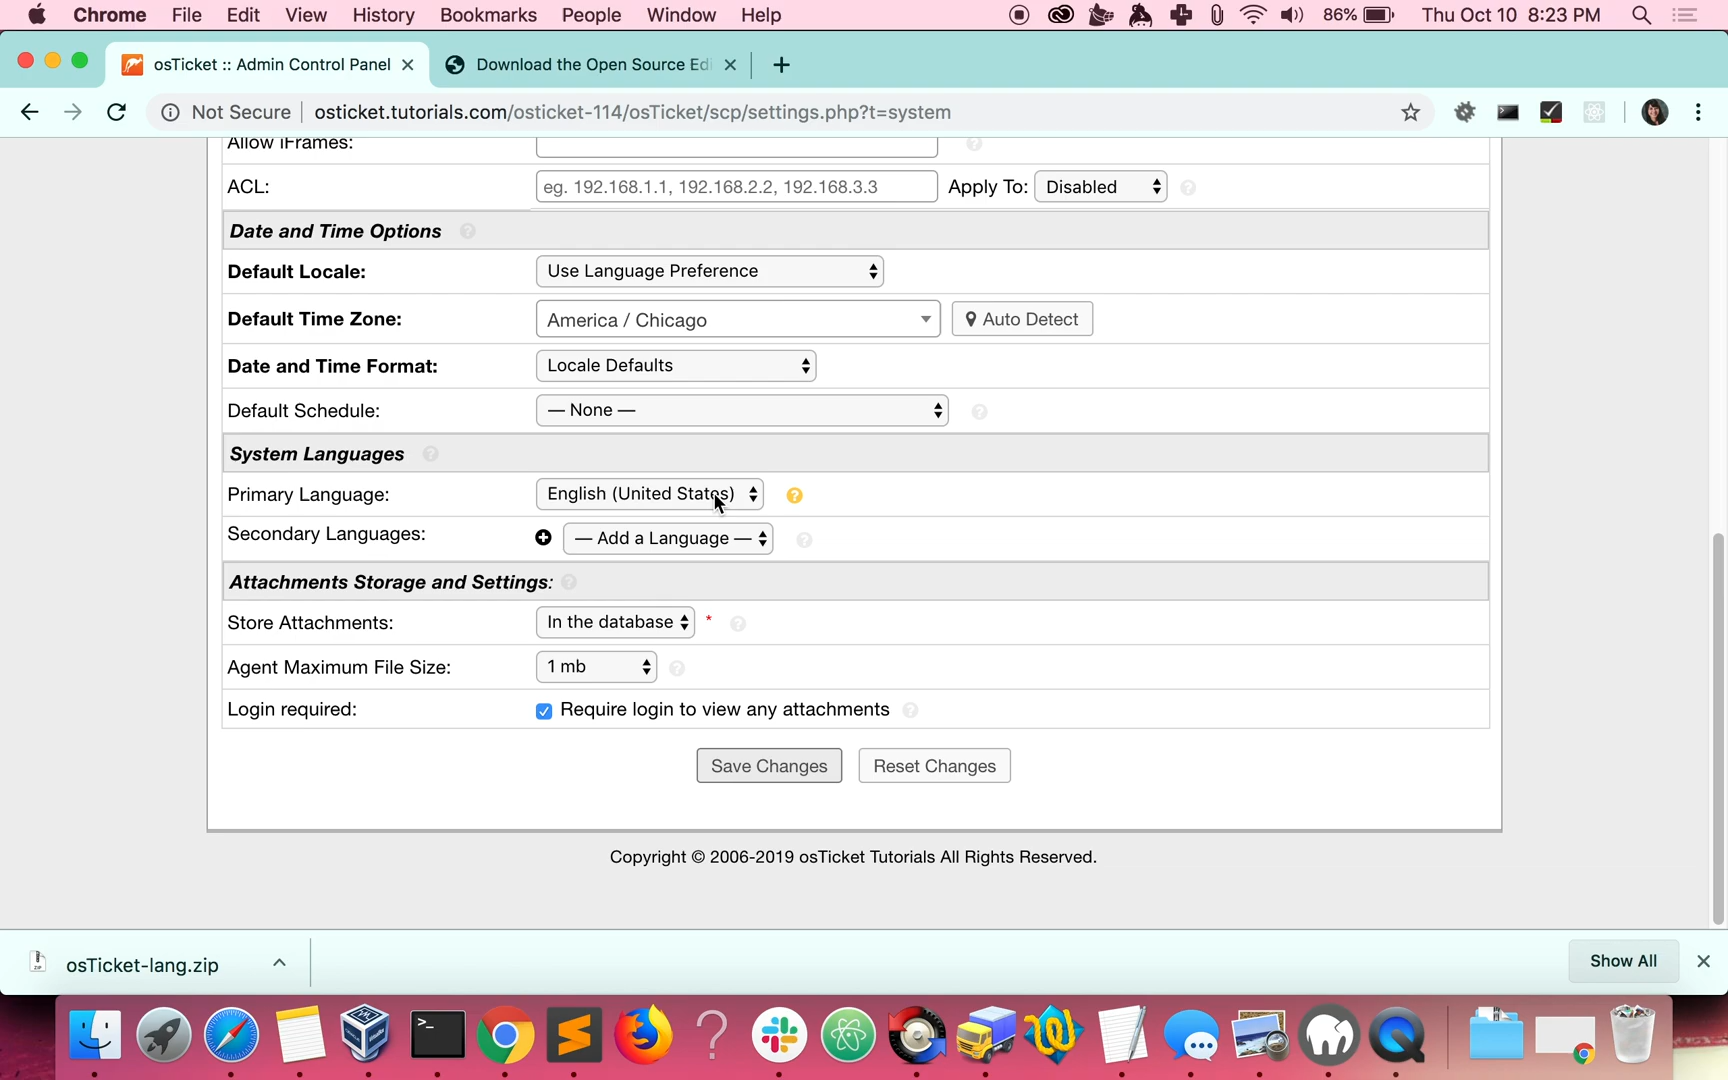 Chrome File Edit View History Bookmarks People Window Help 86% Thu Oct 10 8:23 PM
osTicket :: Admin Control Panel Download the Open Source Edi
Not Secure osticket.tutorials.com/osticket-114/osTicket/scp/settings.php?t=system
Allow iFrames:
ACL: eg. 192.168.1.1, 192.168.2.2, 192.168.3.3 Apply To: Disabled
Date and Time Options
Default Locale: Use Language Preference
Default Time Zone: America / Chicago Auto Detect
Date and Time Format: Locale Defaults
Default Schedule: — None —
System Languages
Primary Language: English (United States)
Secondary Languages: — Add a Language —
Attachments Storage and Settings:
Store Attachments: In the database *
Agent Maximum File Size: 1 mb
Login required: Require login to view any attachments
Save Changes Reset Changes
Copyright © 2006-2019 osTicket Tutorials All Rights Reserved.
osTicket-lang.zip Show All